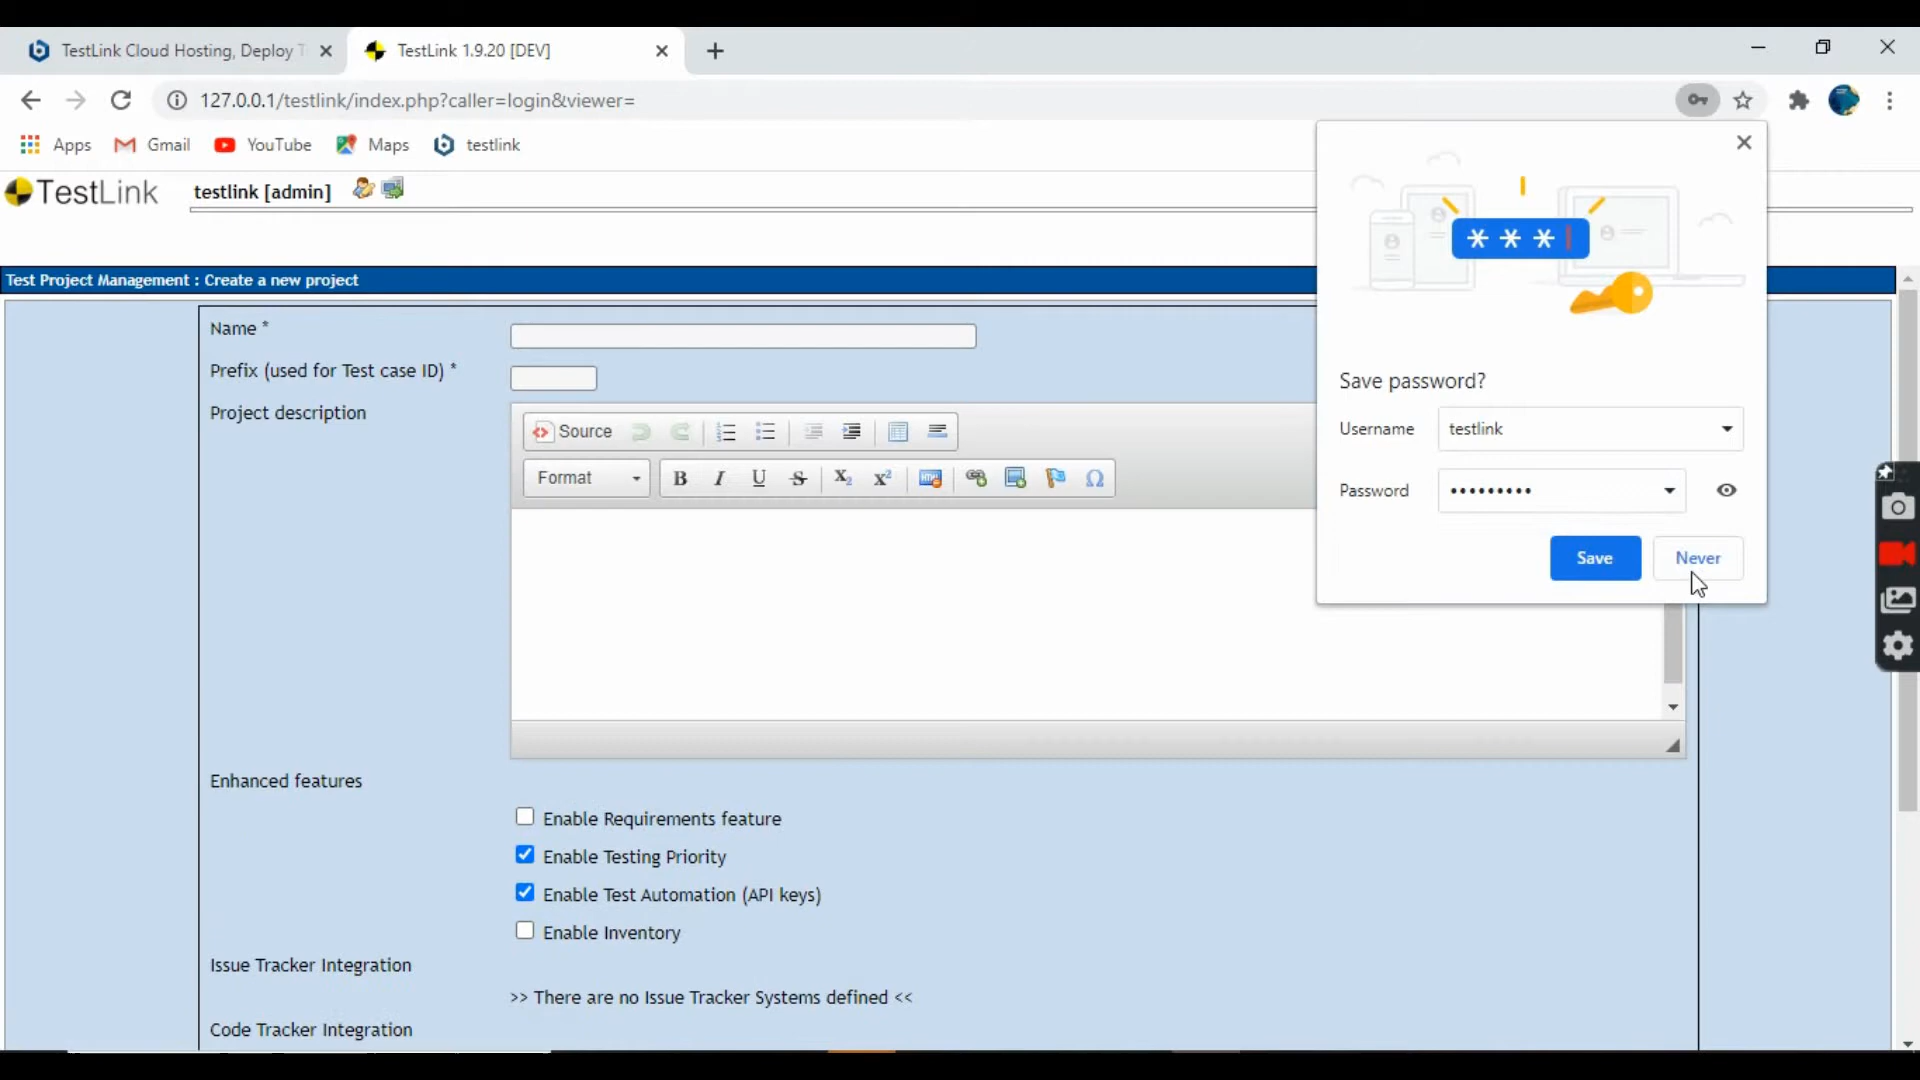 TestLink Cloud Hosting, Deploy T
TestLink 1.9.20 [DEV]
127.0.0.1/testlink/index.php?caller=login&viewer=
Apps Gmail YouTube Maps testlink
TestLink testlink [admin]
Test Project Management : Create a new project
Name *
Prefix (used for Test case ID) *
Project description
Source
Format B I U S X₂ X² Ω
Enhanced features
Enable Requirements feature
Enable Testing Priority
Enable Test Automation (API keys)
Enable Inventory
Issue Tracker Integration
>> There are no Issue Tracker Systems defined <<
Code Tracker Integration
* * *
Save password?
Username testlink
Password •••••••••
Save Never